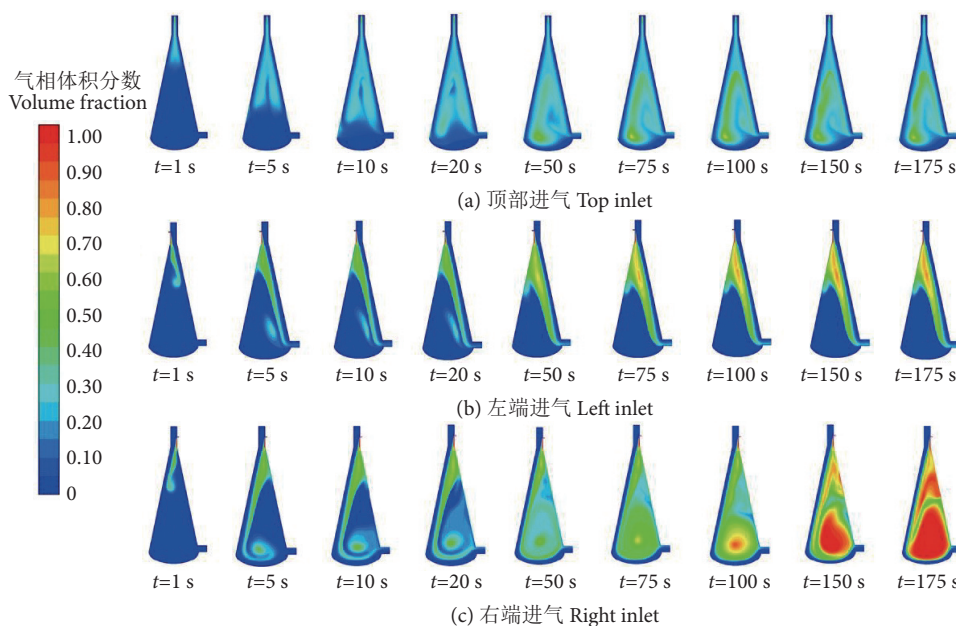 气相体积分数
Volume fraction
1.00
0.90
0.80
0.70
0.60
0.50
0.40
0.30
0.20
0.10
0
t=1 s t=5 s t=10 s t=20 s t=50 s t=75 s t=100 s t=150 s t=175 s
(a) 顶部进气 Top inlet
t=1 s t=5 s t=10 s t=20 s t=50 s t=75 s t=100 s t=150 s t=175 s
(b) 左端进气 Left inlet
t=1 s t=5 s t=10 s t=20 s t=50 s t=75 s t=100 s t=150 s t=175 s
(c) 右端进气 Right inlet